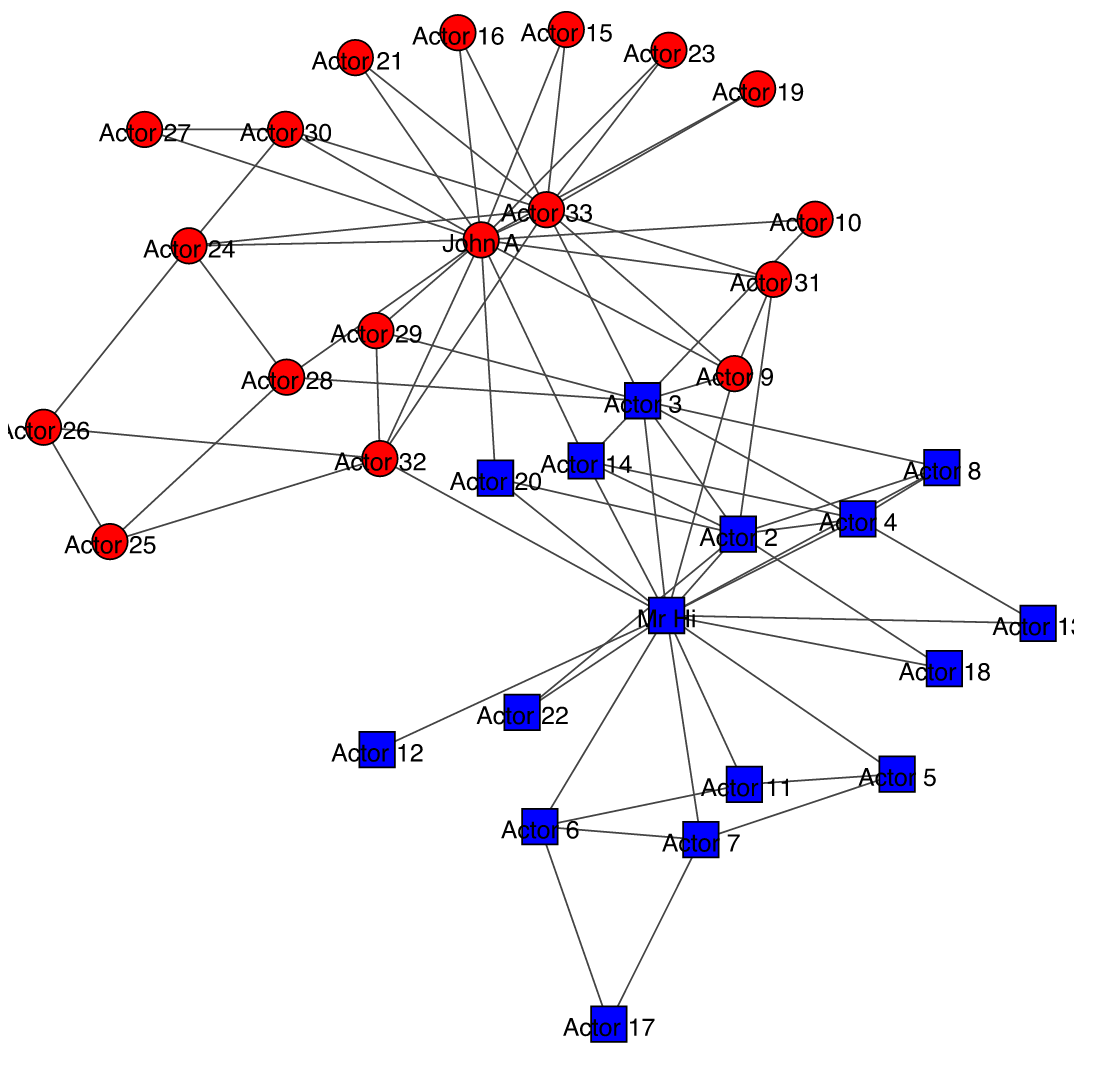 Actor 16
Actor 15
Actor 21
Actor 23
Actor 19
Actor 27
Actor 30
Actor 33
Actor 10
John A
Actor 24
Actor 31
Actor 29
Actor 9
Actor 28
Actor 3
Actor 26
Actor 32
Actor 14
Actor 8
Actor 20
Actor 4
Actor 2
Actor 25
Mr Hi
Actor 13
Actor 18
Actor 22
Actor 12
Actor 5
Actor 11
Actor 6
Actor 7
Actor 17